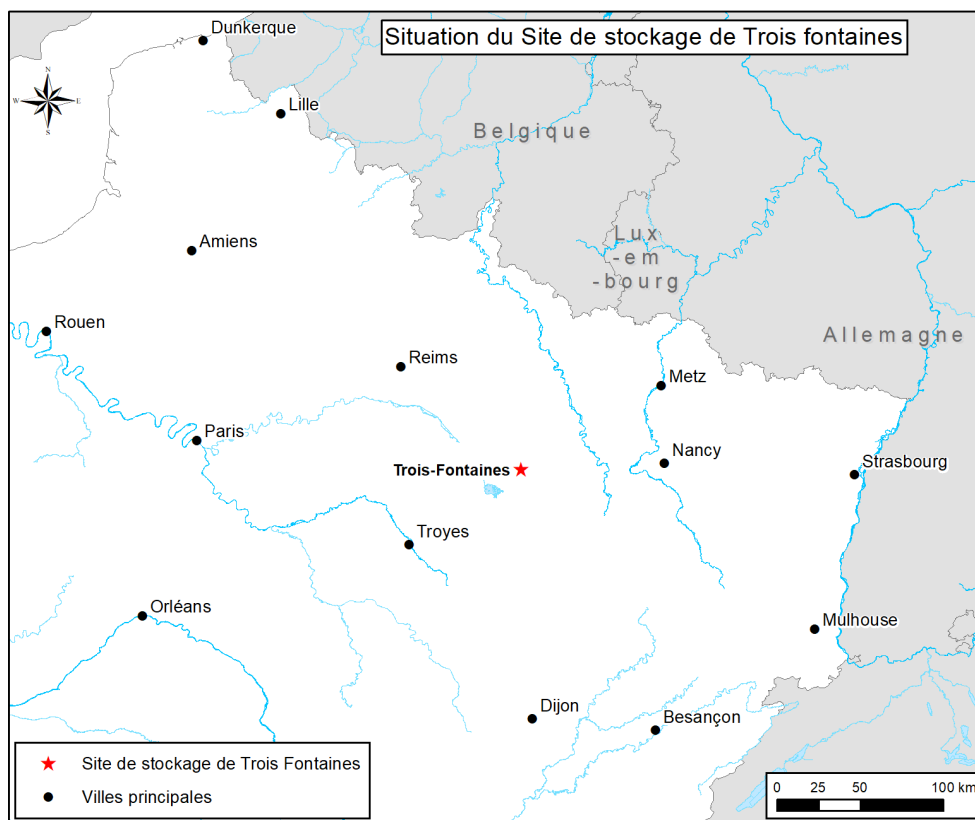 Situation du Site de stockage de Trois fontaines
Dunkerque
N
W E
S
Lille
Belgique
Amiens
Lux
-em
-bourg
Rouen
Allemagne
Reims
Metz
Paris
Nancy
Strasbourg
Trois-Fontaines
Troyes
Orléans
Mulhouse
Dijon
Besançon
Site de stockage de Trois Fontaines
Villes principales
0 25 50 100 km